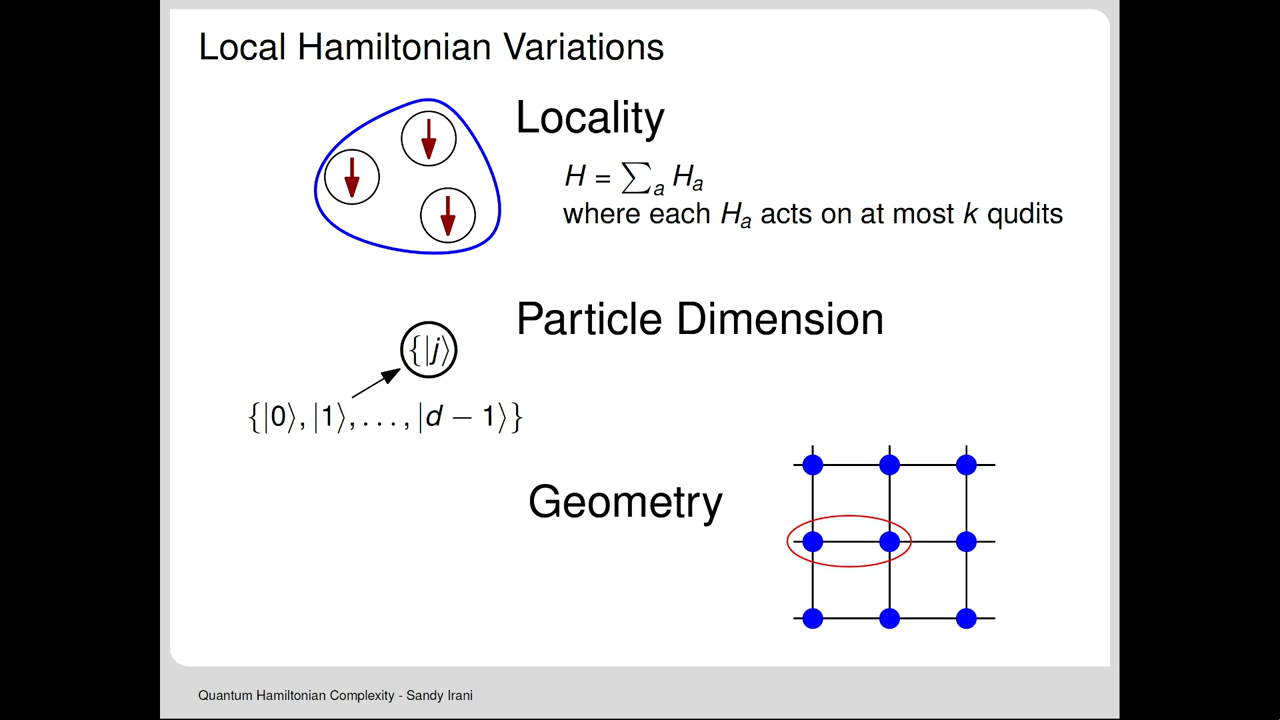 Local Hamiltonian Variations
Locality
H = ∑ₐ Hₐ
where each Hₐ acts on at most k qudits
Particle Dimension
{|j⟩
{|0⟩, |1⟩, . . . , |d − 1⟩}
Geometry
Quantum Hamiltonian Complexity - Sandy Irani